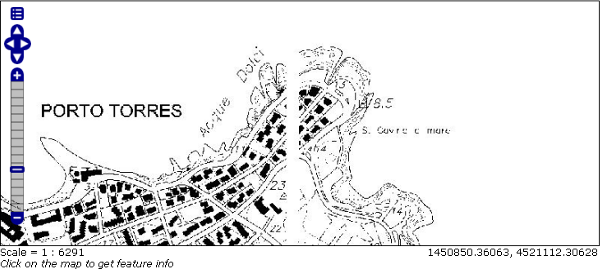 Acque Dolci
PORTO TORRES
18.5
S. Gavino a mare
14
23
22
Scale = 1 : 6291
1450850.36063, 4521112.30628
Click on the map to get feature info